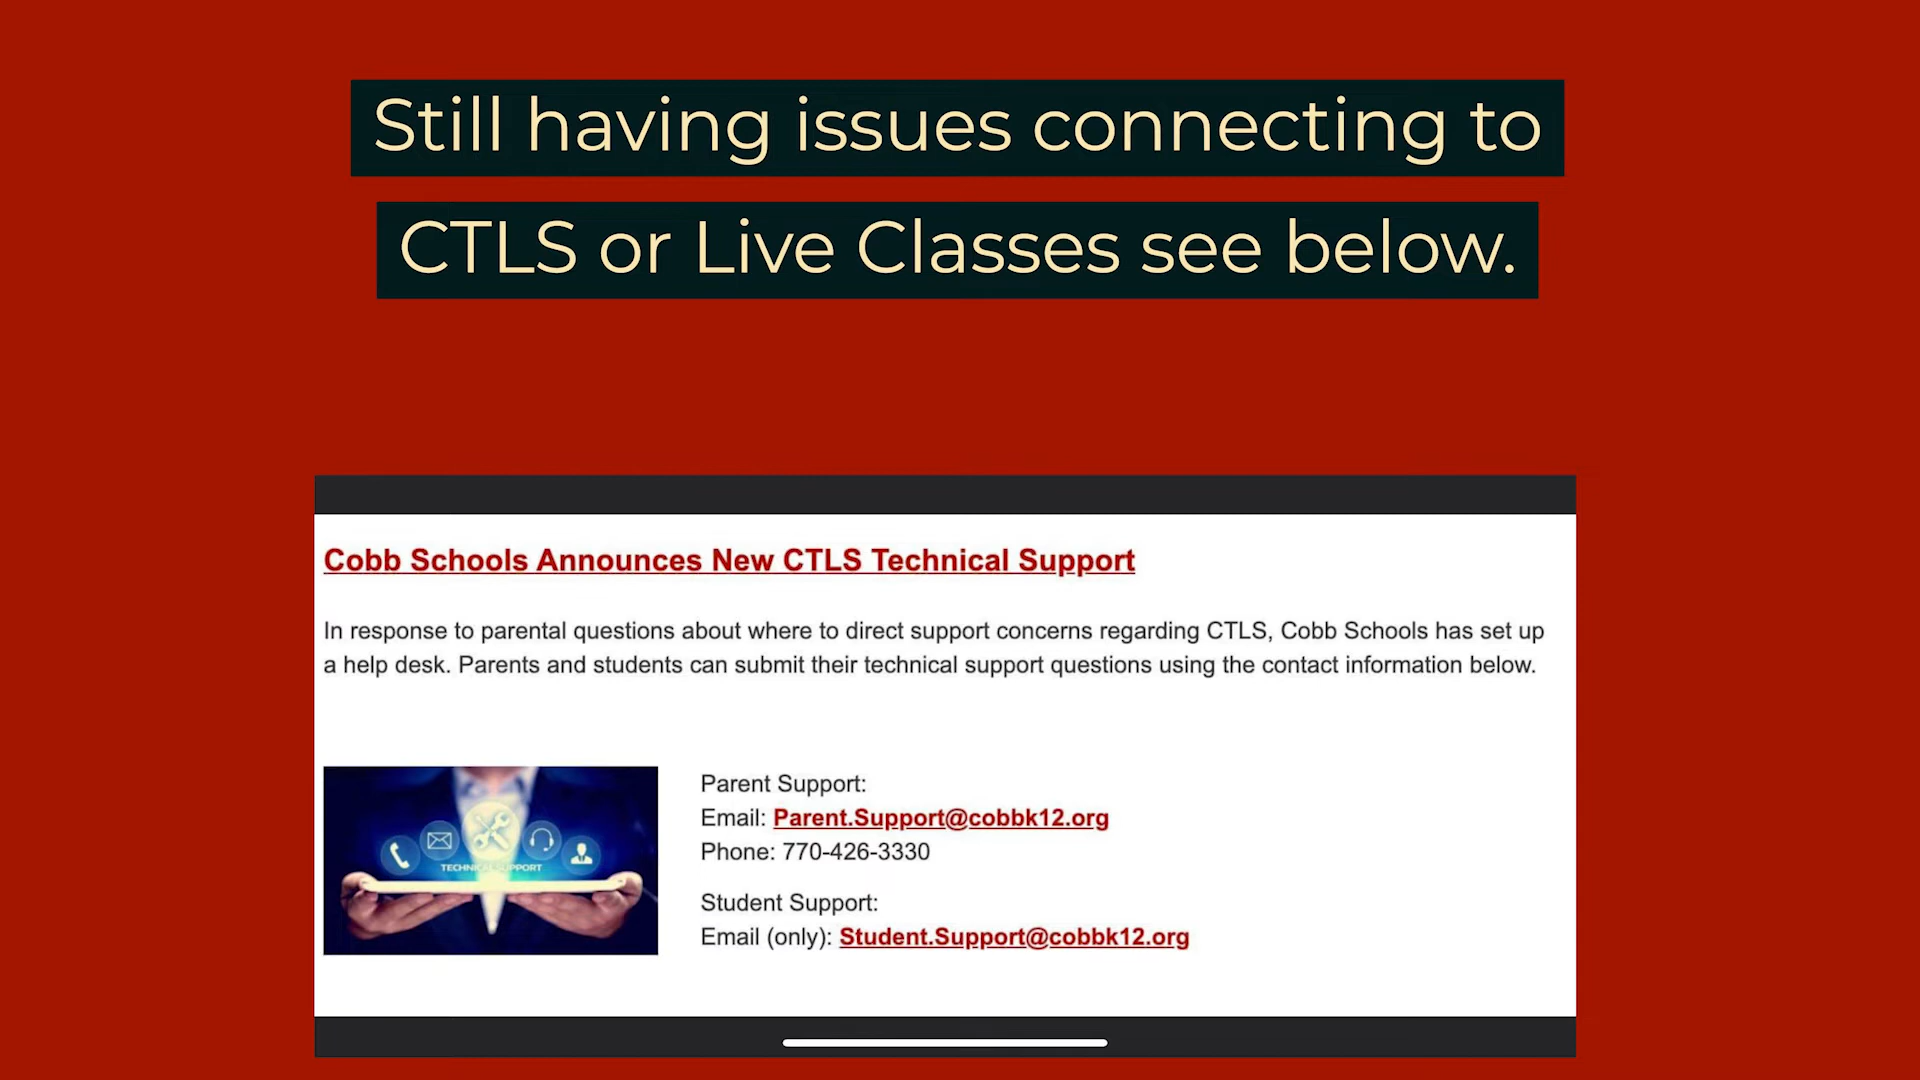 Still having issues connecting to
CTLS or Live Classes see below.
Cobb Schools Announces New CTLS Technical Support
In response to parental questions about where to direct support concerns regarding CTLS, Cobb Schools has set up
a help desk. Parents and students can submit their technical support questions using the contact information below.
TECHNICAL SUPPORT
Parent Support:
Email: Parent.Support@cobbk12.org
Phone: 770-426-3330
Student Support:
Email (only): Student.Support@cobbk12.org